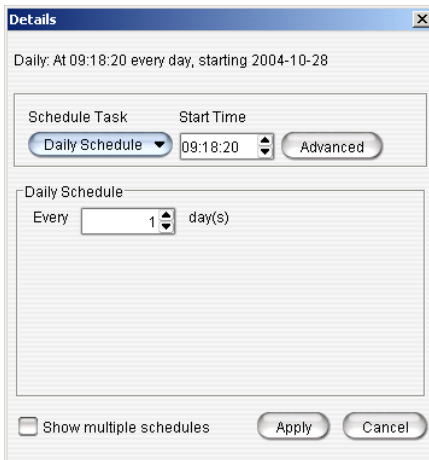 Details
Daily: At 09:18:20 every day, starting 2004-10-28
Schedule Task Start Time
Daily Schedule 09:18:20 Advanced
Daily Schedule
Every 1 day(s)
Show multiple schedules Apply Cancel